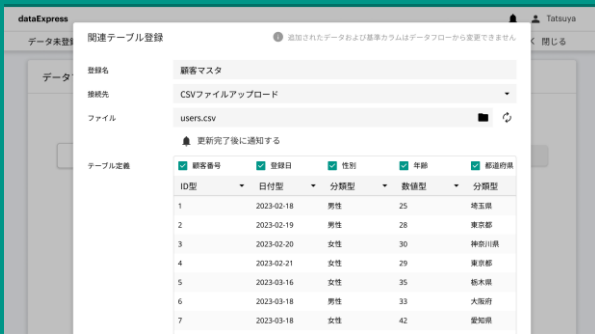 dataExpress
Tatsuya
データ未登録
閉じる
関連テーブル登録
追加されたデータおよび基準カラムはデータフローから変更できません
データ
登録名
顧客マスタ
接続先
CSVファイルアップロード
ファイル
users.csv
更新完了後に通知する
テーブル定義
顧客番号 登録日 性別 年齢 都道府県
ID型 日付型 分類型 数値型 分類型
1 2023-02-18 男性 25 埼玉県
2 2023-02-19 男性 28 東京都
3 2023-02-20 女性 30 神奈川県
4 2023-02-21 女性 29 東京都
5 2023-03-16 女性 35 栃木県
6 2023-03-18 男性 33 大阪府
7 2023-03-18 女性 42 愛知県